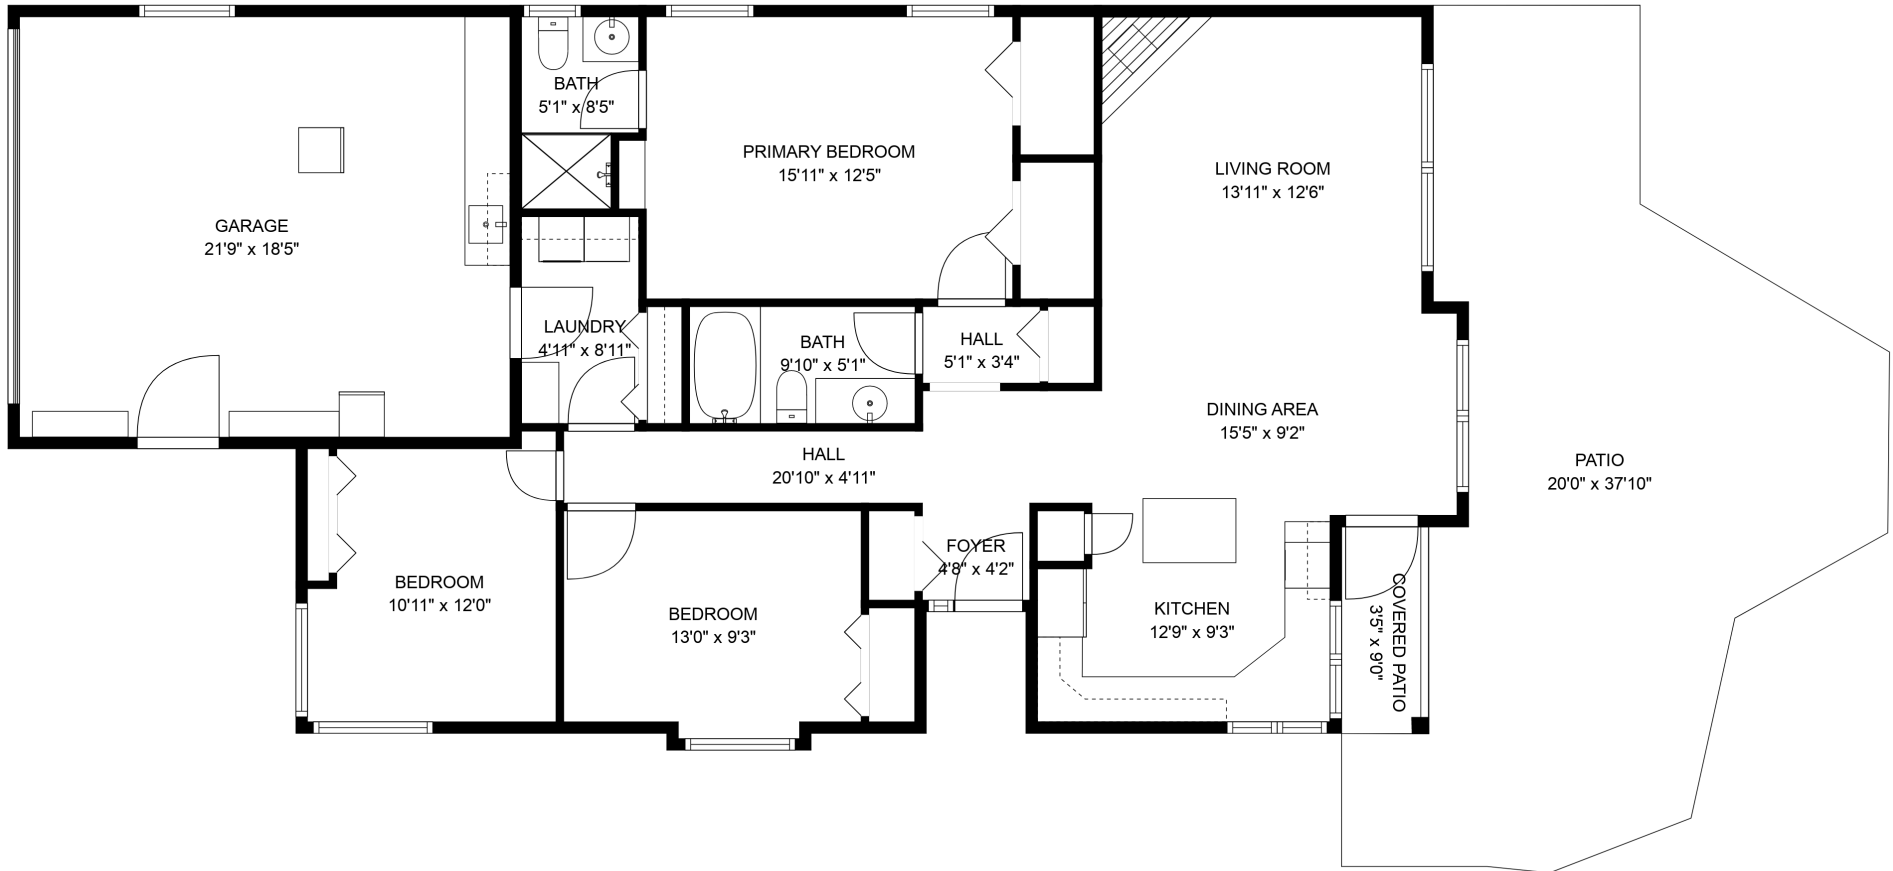 BATH
5'1" x 8'5"
PRIMARY BEDROOM
15'11" x 12'5"
LIVING ROOM
13'11" x 12'6"
GARAGE
21'9" x 18'5"
LAUNDRY
4'11" x 8'11"
BATH
9'10" x 5'1"
HALL
5'1" x 3'4"
DINING AREA
15'5" x 9'2"
HALL
20'10" x 4'11"
PATIO
20'0" x 37'10"
FOYER
4'8" x 4'2"
BEDROOM
10'11" x 12'0"
BEDROOM
13'0" x 9'3"
KITCHEN
12'9" x 9'3"
COVERED PATIO
3'5" x 9'0"